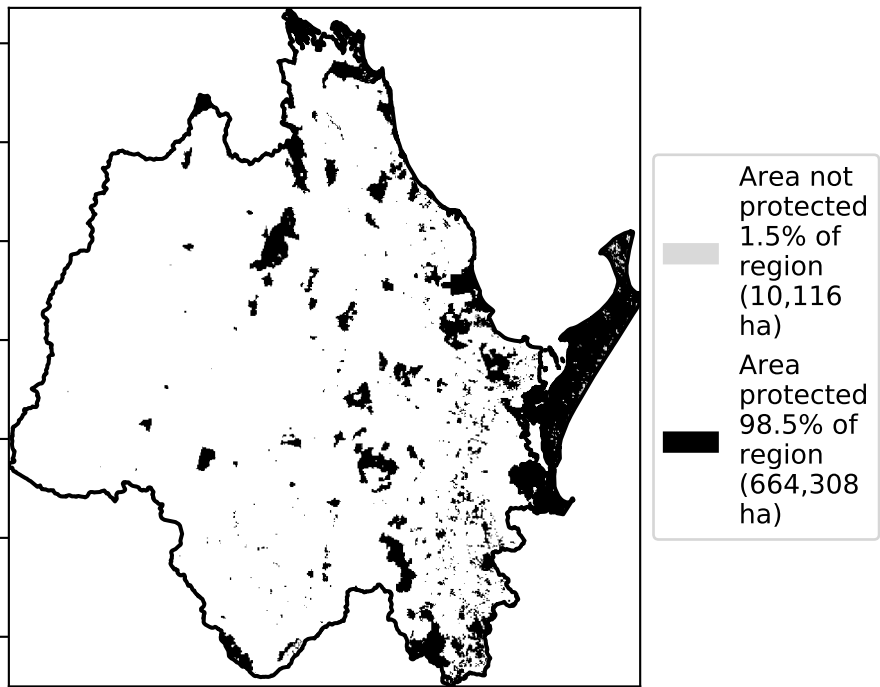 Area not
protected
1.5% of
region
(10,116
ha)
Area
protected
98.5% of
region
(664,308
ha)